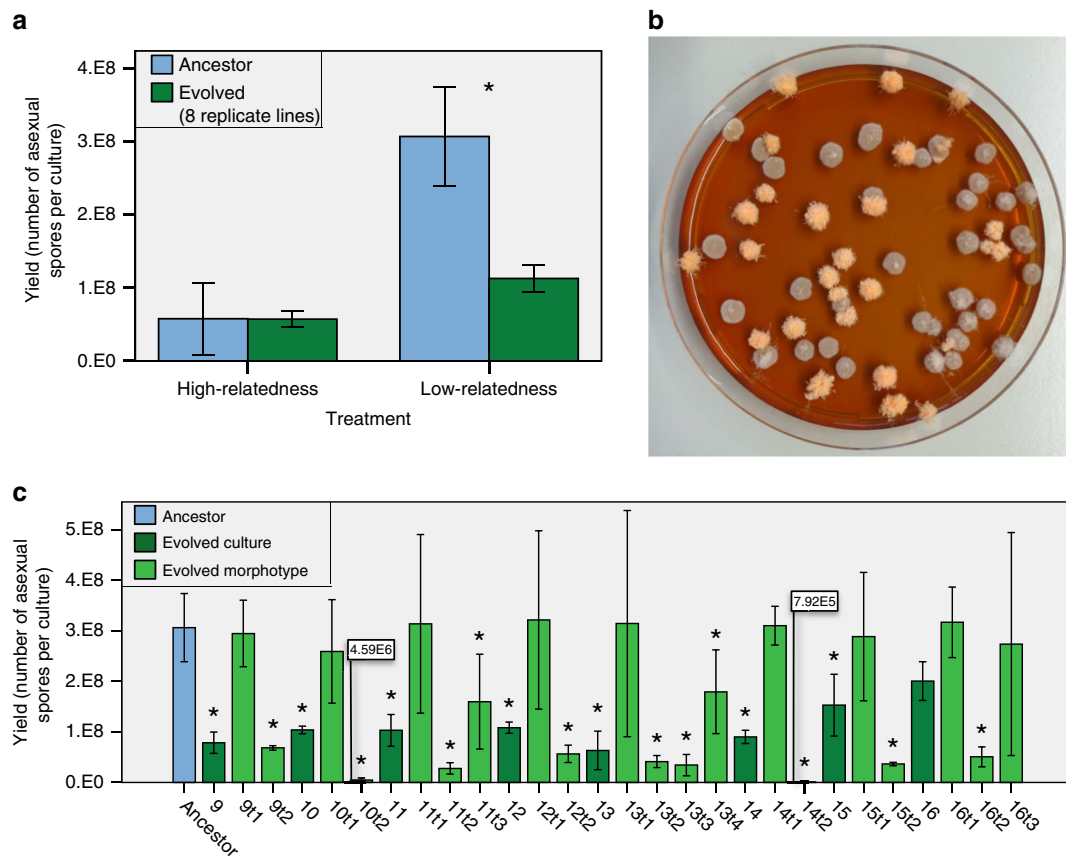 a
Yield (number of asexual
spores per culture)
4.E8
3.E8
2.E8
1.E8
0.E0
Ancestor
Evolved
(8 replicate lines)
*
High-relatedness
Low-relatedness
Treatment
b
c
Yield (number of asexual
spores per culture)
5.E8
4.E8
3.E8
2.E8
1.E8
0.E0
Ancestor
Evolved culture
Evolved morphotype
4.59E6
7.92E5
* * * * * * * * * * * * * * * * *
Ancestor
9
9t1
9t2
10
10t1
10t2
11
11t1
11t2
11t3
12
12t1
12t2
13
13t1
13t2
13t3
13t4
14
14t1
14t2
15
15t1
15t2
16
16t1
16t2
16t3